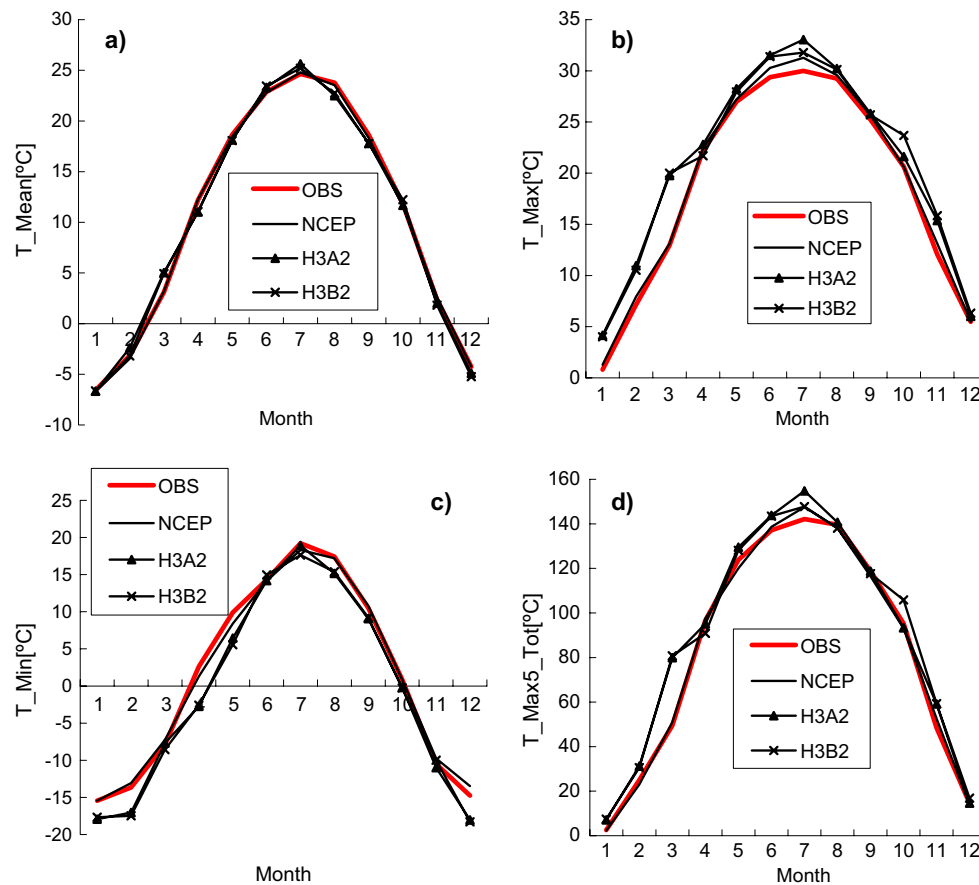 a)
T_Mean[ºC]
30
25
20
15
10
5
0
-5
-10
1 2 3 4 5 6 7 8 9 10 11 12
Month
OBS
NCEP
H3A2
H3B2
b)
T_Max[ºC]
35
30
25
20
15
10
5
0
1 2 3 4 5 6 7 8 9 10 11 12
Month
OBS
NCEP
H3A2
H3B2
c)
T_Min[ºC]
25
20
15
10
5
0
-5
-10
-15
-20
1 2 3 4 5 6 7 8 9 10 11 12
Month
OBS
NCEP
H3A2
H3B2
d)
T_Max5_Tot[ºC]
160
140
120
100
80
60
40
20
0
1 2 3 4 5 6 7 8 9 10 11 12
Month
OBS
NCEP
H3A2
H3B2